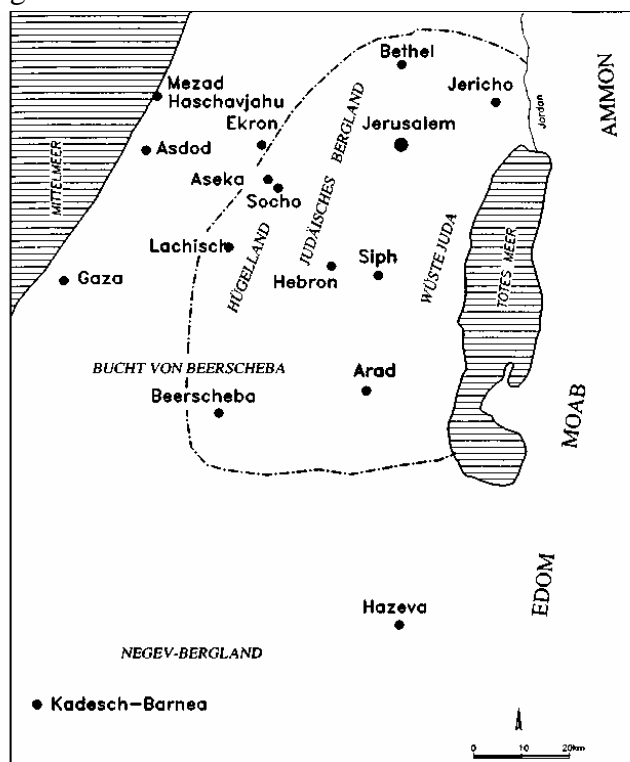 g
Bethel
Mezad
Haschavjahu
Jericho
AMMON
Jordan
Ekron
Jerusalem
Asdod
MITTELMEER
JUDÄISCHES BERGLAND
Aseka
Socho
Lachisch
HÜGELLAND
Siph
Hebron
WÜSTE JUDA
TOTES MEER
Gaza
BUCHT VON BEERSCHEBA
Arad
Beerscheba
MOAB
EDOM
Hazeva
NEGEV-BERGLAND
Kadesch-Barnea
0 10 20km